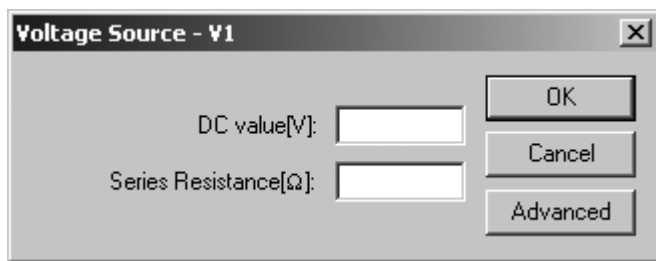 Voltage Source - V1
DC value[V]:
Series Resistance[Ω]:
OK
Cancel
Advanced